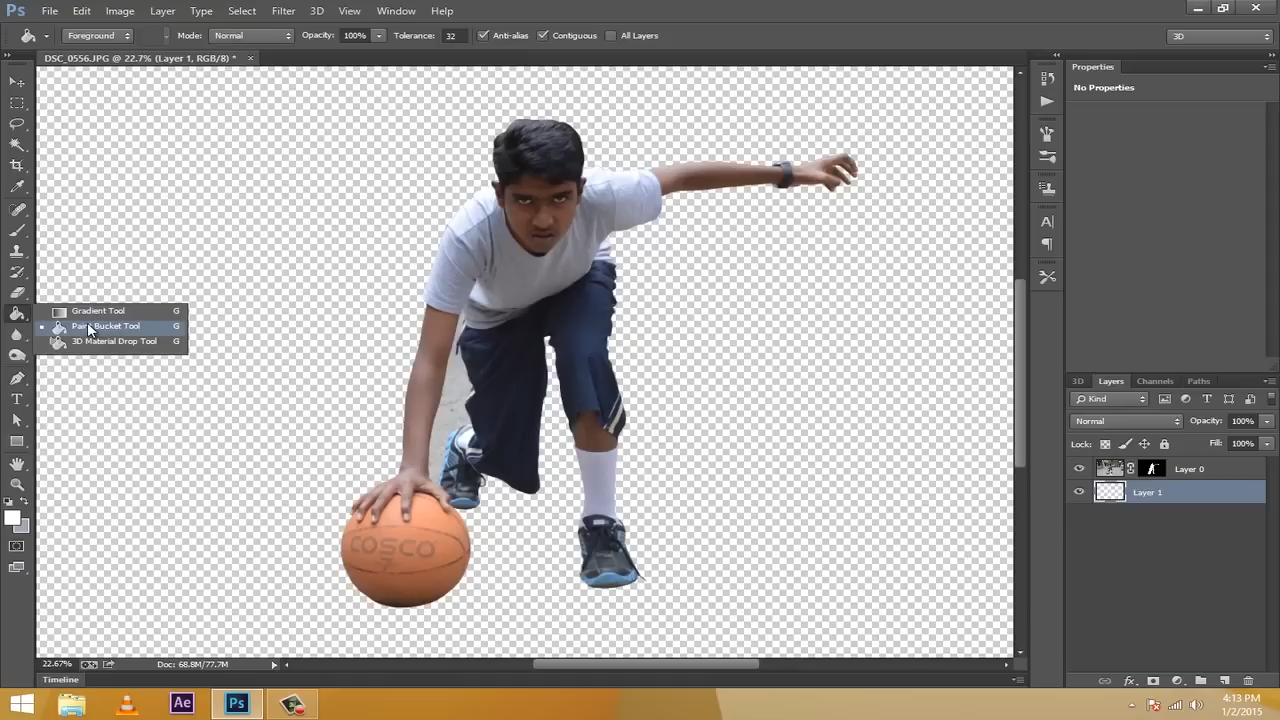 Ps File Edit Image Layer Type Select Filter 3D View Window Help
Foreground Mode: Normal Opacity: 100% Tolerance: 32 Anti-alias Contiguous All Layers 3D
DSC_0556.JPG @ 22.7% (Layer 1, RGB/8) *
Properties
No Properties
Gradient Tool G
Paint Bucket Tool G
3D Material Drop Tool G
3D Layers Channels Paths
Kind
Normal Opacity: 100%
Lock: Fill: 100%
Layer 0
Layer 1
COSCO
7
22.67% Doc: 68.8M/77.7M
Timeline
Ae Ps
4:13 PM
1/2/2015